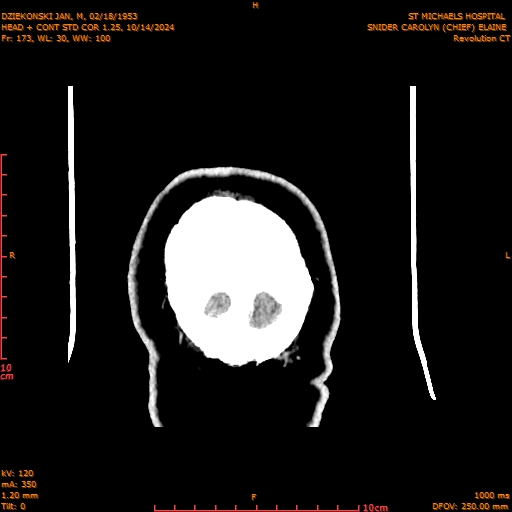 H
DZIEKONSKI JAN, M, 02/18/1953
HEAD + CONT STD COR 1.25, 10/14/2024
Fr: 173, WL: 30, WW: 100
ST MICHAELS HOSPITAL
SNIDER CAROLYN (CHIEF) ELAINE
Revolution CT
R
L
10
cm
kV: 120
mA: 350
1.20 mm
Tilt: 0
F
10cm
1000 ms
DFOV: 250.00 mm